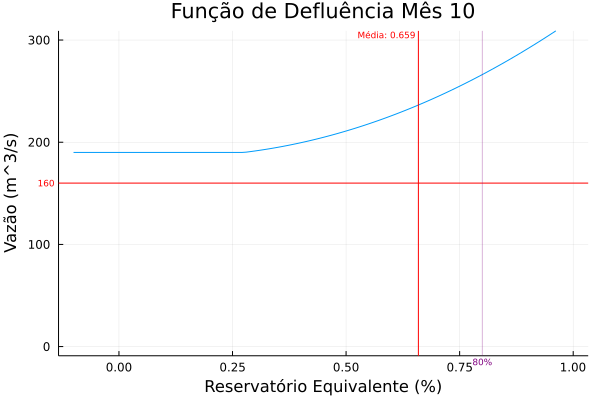 Função de Defluência Mês 10
Média: 0.659
300
200
160
100
0
Vazão (m^3/s)
0.00
0.25
0.50
0.75
80%
1.00
Reservatório Equivalente (%)